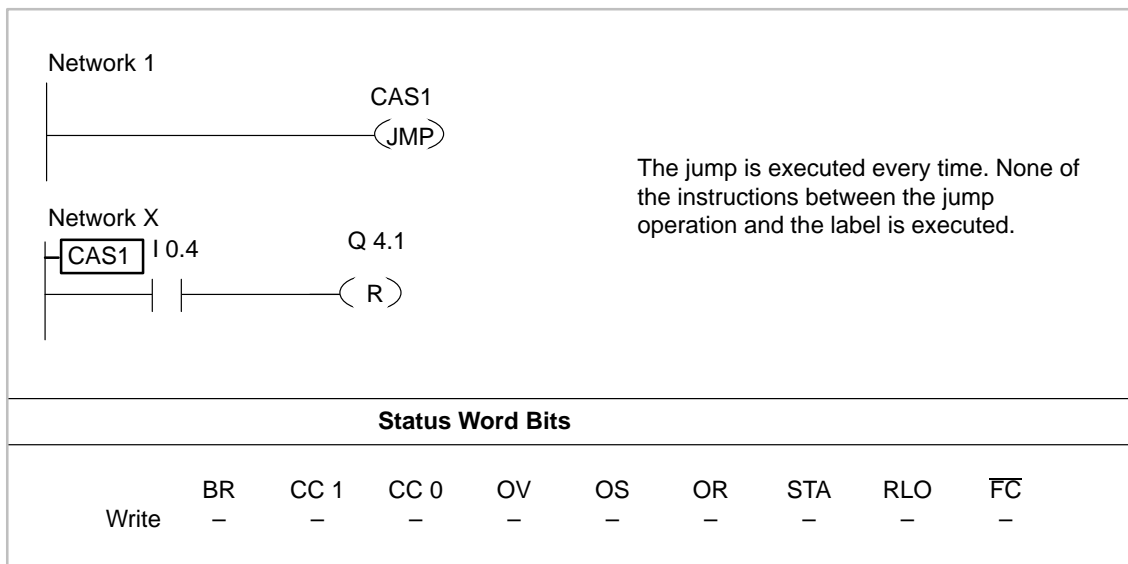 Network 1
CAS1
JMP
The jump is executed every time. None of
the instructions between the jump
operation and the label is executed.
Network X
CAS1 I 0.4 Q 4.1
R
Status Word Bits
BR CC 1 CC 0 OV OS OR STA RLO F̅C̅
Write – – – – – – – – –